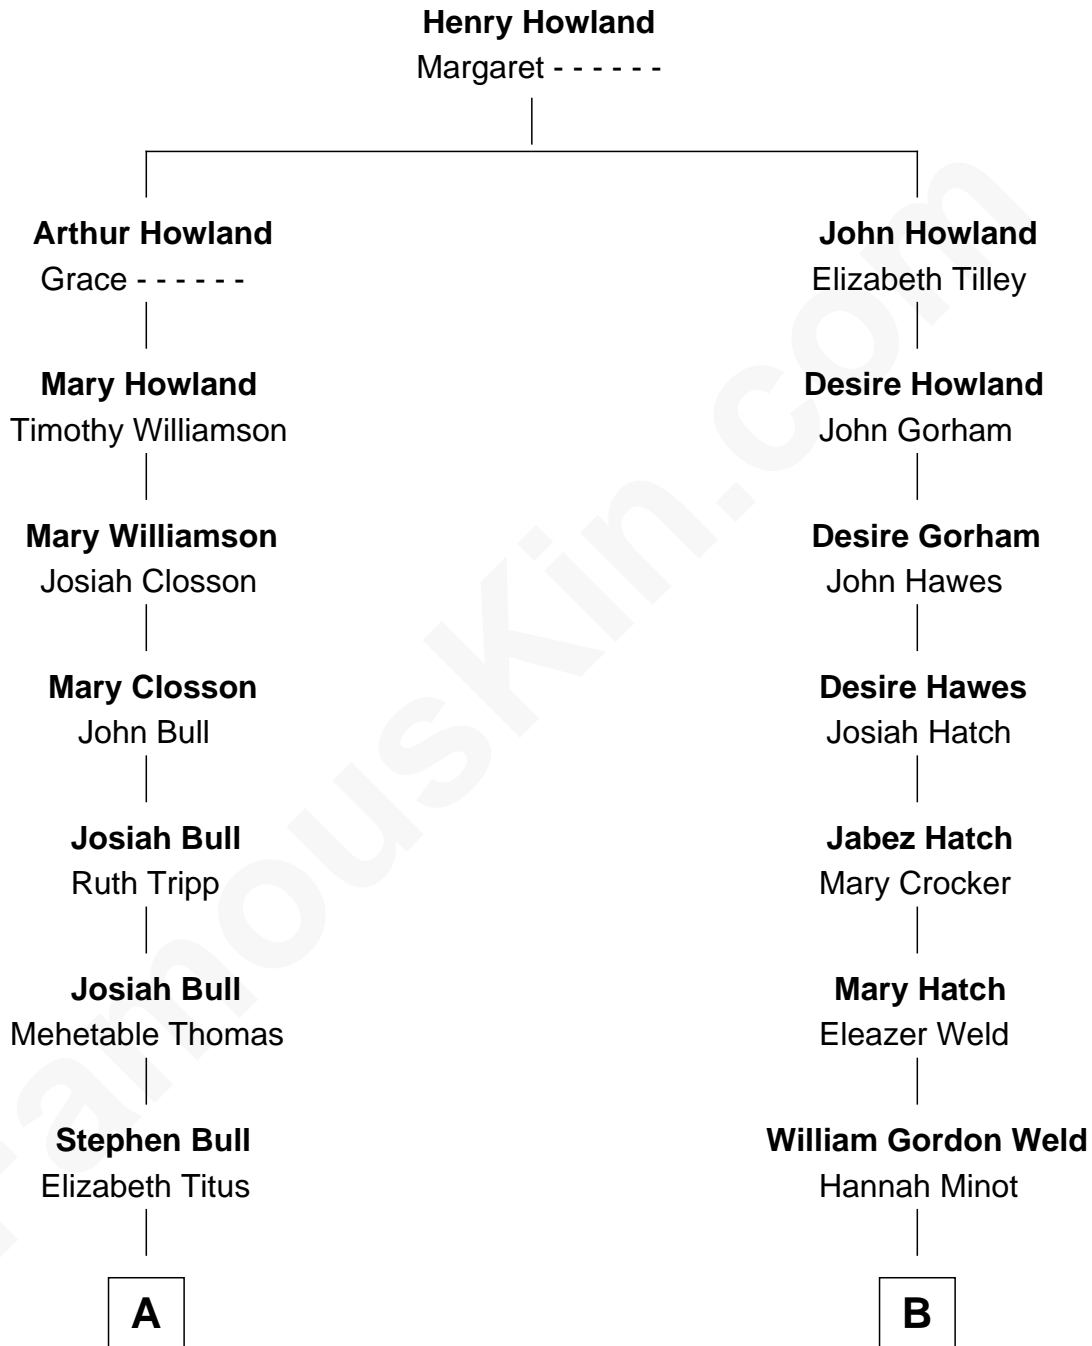 Henry Howland
Margaret - - - - - -
Arthur Howland
Grace - - - - - -
Mary Howland
Timothy Williamson
Mary Williamson
Josiah Closson
Mary Closson
John Bull
Josiah Bull
Ruth Tripp
Josiah Bull
Mehetable Thomas
Stephen Bull
Elizabeth Titus
A
John Howland
Elizabeth Tilley
Desire Howland
John Gorham
Desire Gorham
John Hawes
Desire Hawes
Josiah Hatch
Jabez Hatch
Mary Crocker
Mary Hatch
Eleazer Weld
William Gordon Weld
Hannah Minot
B
FamousKin.com